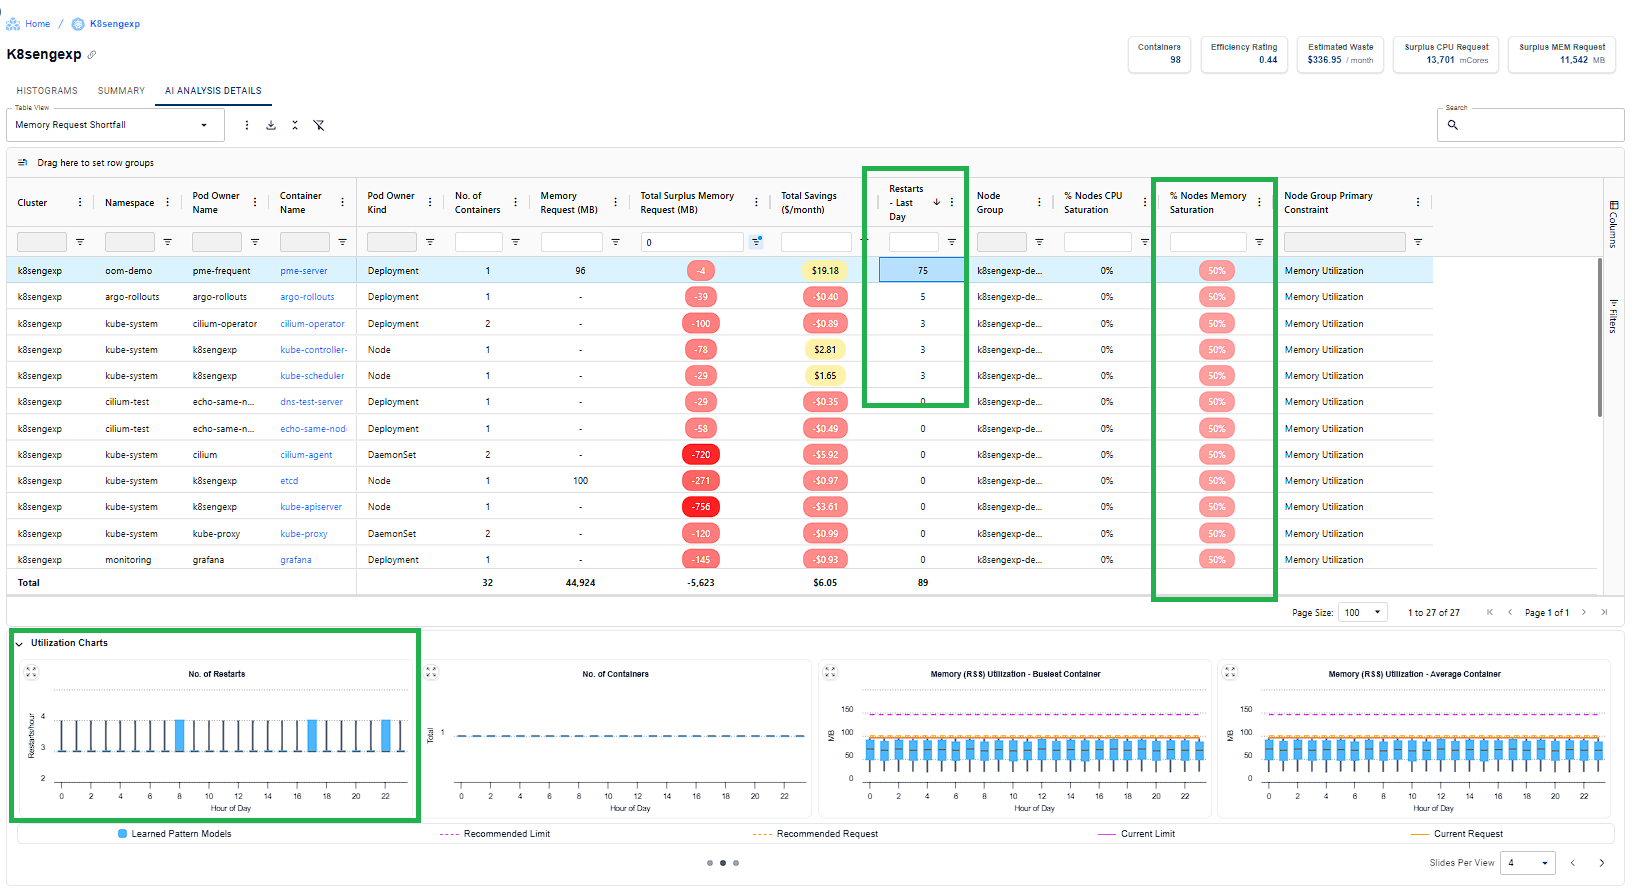 Home / K8sengexp
K8sengexp
Containers
98
Efficiency Rating
0.44
Estimated Waste
$336.95 / month
Surplus CPU Request
13,701 mCores
Surplus MEM Request
11,542 MB
HISTOGRAMS SUMMARY AI ANALYSIS DETAILS
Table View
Memory Request Shortfall
Search
Drag here to set row groups
Cluster
Namespace
Pod Owner
Name
Container
Name
Pod Owner
Kind
No. of
Containers
Memory
Request (MB)
Total Surplus Memory
Request (MB)
Total Savings
($/month)
Restarts
- Last
Day
Node
Group
% Nodes CPU
Saturation
% Nodes Memory
Saturation
Node Group Primary
Constraint
Columns
Filters
0
k8sengexp oom-demo pme-frequent pme-server Deployment 1 96 -4 $19.18 75 k8sengexp-de... 0% 50% Memory Utilization
k8sengexp argo-rollouts argo-rollouts argo-rollouts Deployment 1 - -39 -$0.40 5 k8sengexp-de... 0% 50% Memory Utilization
k8sengexp kube-system cilium-operator cilium-operator Deployment 2 - -100 -$0.89 3 k8sengexp-de... 0% 50% Memory Utilization
k8sengexp kube-system k8sengexp kube-controller- Node 1 - -78 $2.81 3 k8sengexp-de... 0% 50% Memory Utilization
k8sengexp kube-system k8sengexp kube-scheduler Node 1 - -29 $1.65 3 k8sengexp-de... 0% 50% Memory Utilization
k8sengexp cilium-test echo-same-n... dns-test-server Deployment 1 - -29 -$0.35 0 k8sengexp-de... 0% 50% Memory Utilization
k8sengexp cilium-test echo-same-n... echo-same-nod Deployment 1 - -58 -$0.49 0 k8sengexp-de... 0% 50% Memory Utilization
k8sengexp kube-system cilium cilium-agent DaemonSet 2 - -720 -$5.92 0 k8sengexp-de... 0% 50% Memory Utilization
k8sengexp kube-system k8sengexp etcd Node 1 100 -271 -$0.97 0 k8sengexp-de... 0% 50% Memory Utilization
k8sengexp kube-system k8sengexp kube-apiserver Node 1 - -756 -$3.61 0 k8sengexp-de... 0% 50% Memory Utilization
k8sengexp kube-system kube-proxy kube-proxy DaemonSet 2 - -120 -$0.99 0 k8sengexp-de... 0% 50% Memory Utilization
k8sengexp monitoring grafana grafana Deployment 1 - -145 -$0.93 0 k8sengexp-de... 0% 50% Memory Utilization
Total 32 44,924 -5,623 $6.05 89
Page Size: 100 1 to 27 of 27 Page 1 of 1
Utilization Charts
No. of Restarts
Restarts/hour
4
3
2
0 2 4 6 8 10 12 14 16 18 20 22
Hour of Day
No. of Containers
Total
1
0 2 4 6 8 10 12 14 16 18 20 22
Hour of Day
Memory (RSS) Utilization - Busiest Container
MB
150
100
50
0
0 2 4 6 8 10 12 14 16 18 20 22
Hour of Day
Memory (RSS) Utilization - Average Container
MB
150
100
50
0
0 2 4 6 8 10 12 14 16 18 20 22
Hour of Day
Learned Pattern Models Recommended Limit Recommended Request Current Limit Current Request
Slides Per View 4